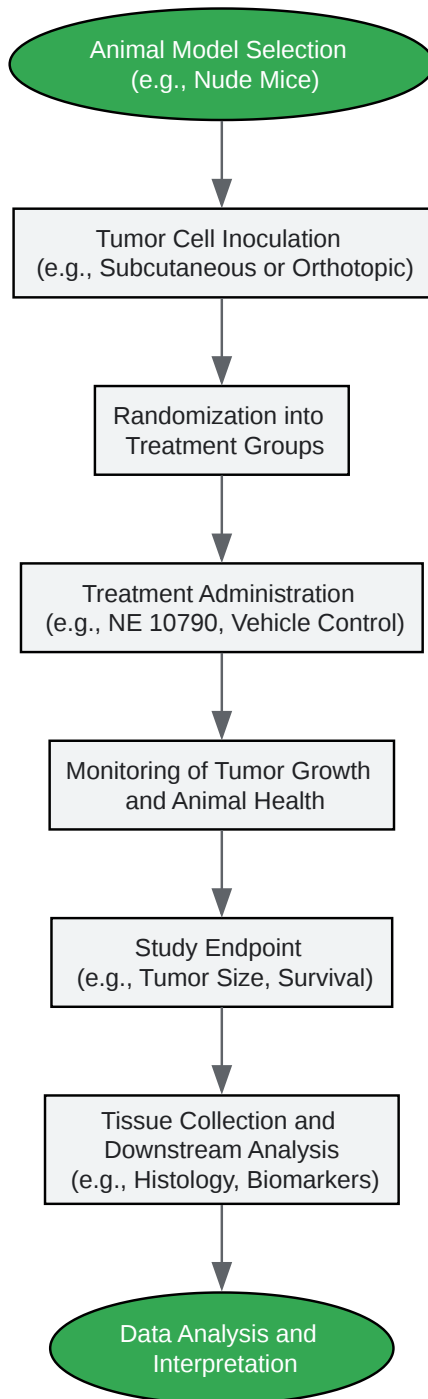 Animal Model Selection
(e.g., Nude Mice)
Tumor Cell Inoculation
(e.g., Subcutaneous or Orthotopic)
Randomization into
Treatment Groups
Treatment Administration
(e.g., NE 10790, Vehicle Control)
Monitoring of Tumor Growth
and Animal Health
Study Endpoint
(e.g., Tumor Size, Survival)
Tissue Collection and
Downstream Analysis
(e.g., Histology, Biomarkers)
Data Analysis and
Interpretation